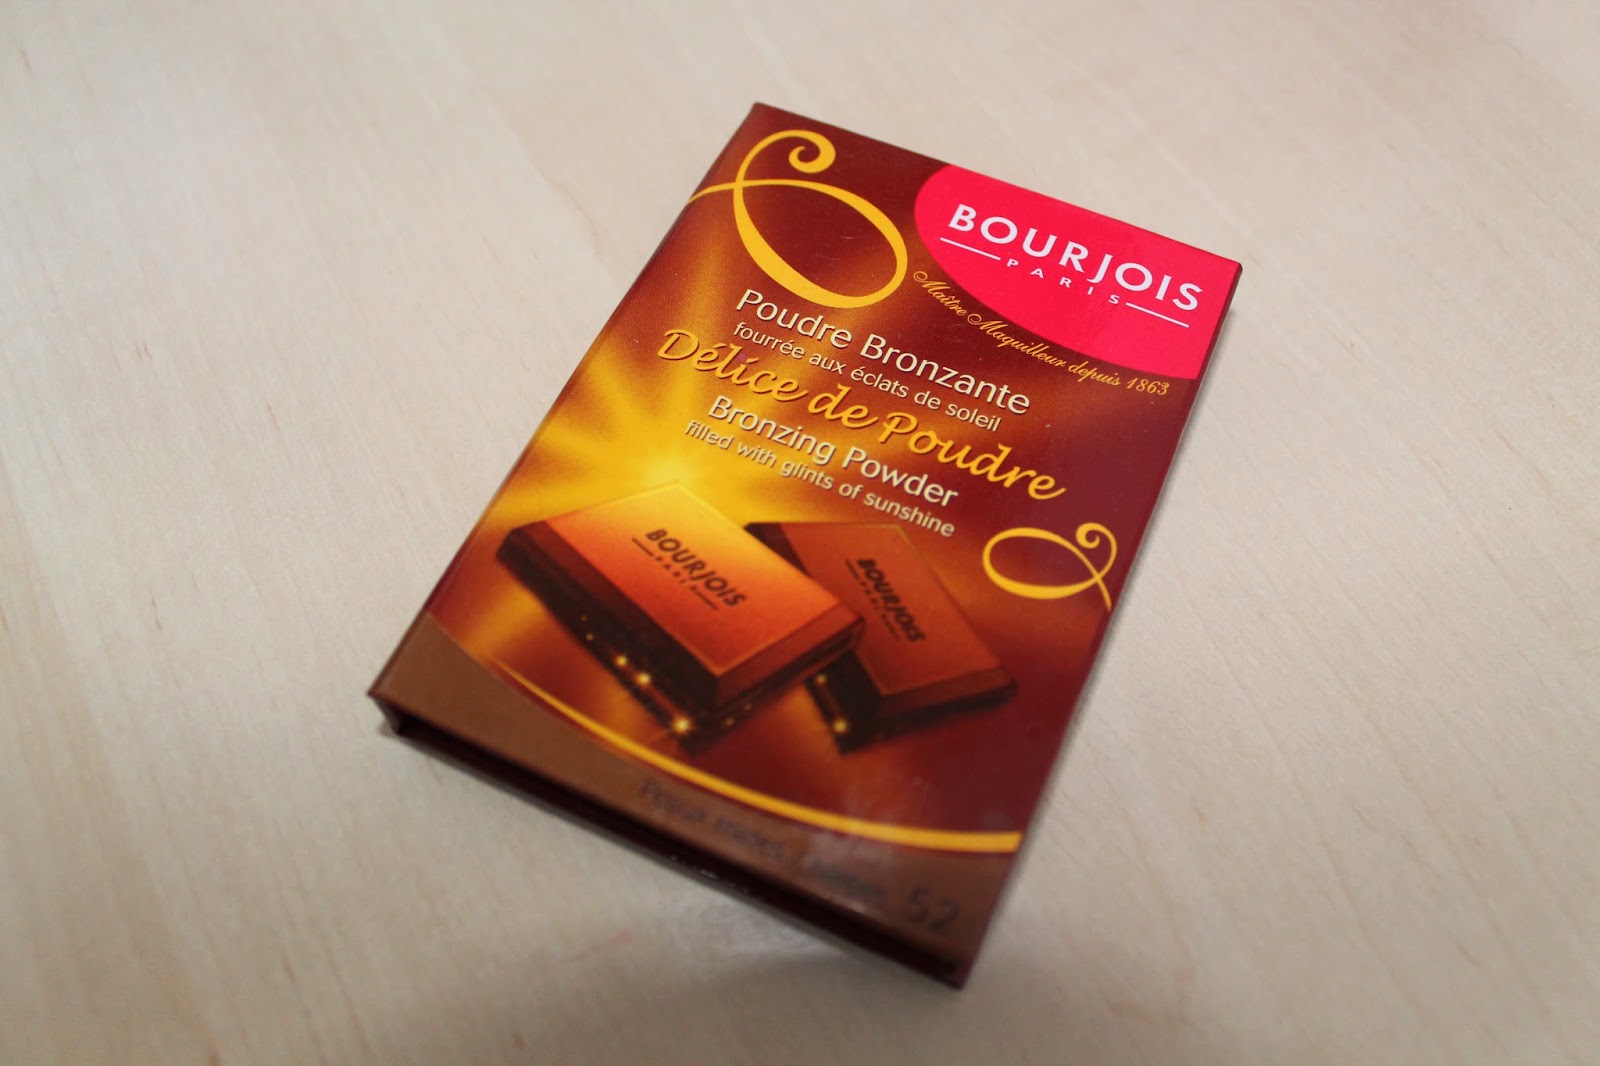 BOURJOIS
PARIS
Maître Maquilleur depuis 1863
Poudre Bronzante
fourrée aux éclats de soleil
Délice de Poudre
Bronzing Powder
filled with glints of sunshine
BOURJOIS
PARIS
BOURJOIS
PARIS
52